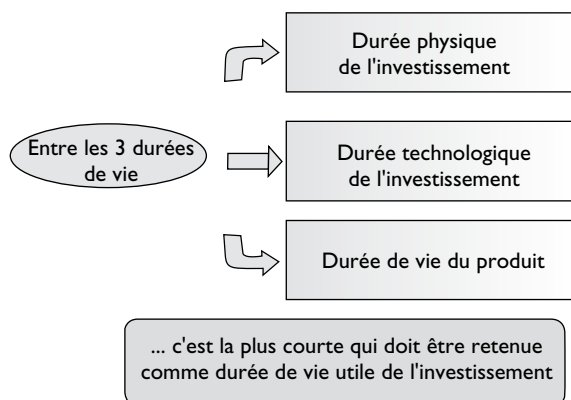 Durée physique
de l'investissement
Entre les 3 durées
de vie
Durée technologique
de l'investissement
Durée de vie du produit
... c'est la plus courte qui doit être retenue
comme durée de vie utile de l'investissement